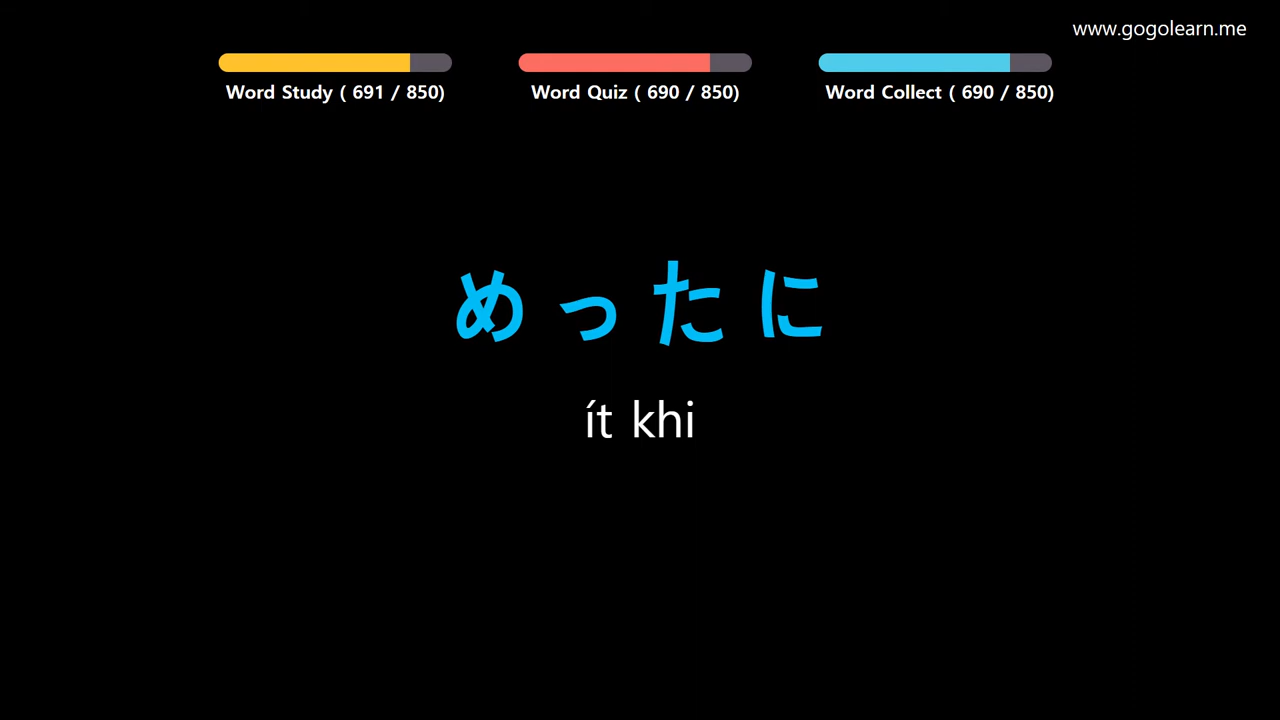 www.gogolearn.me
Word Study ( 691 / 850)
Word Quiz ( 690 / 850)
Word Collect ( 690 / 850)
めったに
ít khi